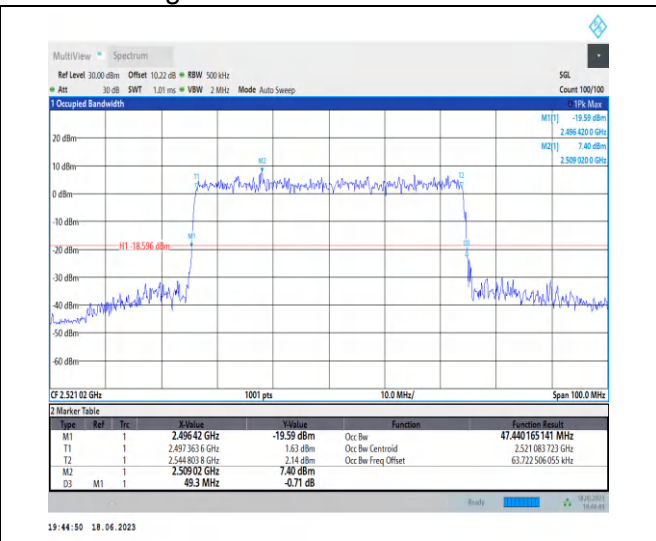 MultiView Spectrum
Ref Level 30.00 dBm Offset 10.22 dB RBW 500 kHz SGL
Att 30 dB SWT 1.01 ms VBW 2 MHz Mode Auto Sweep Count 100/100
1 Occupied Bandwidth 1Pk Max
M1[1] -19.59 dBm
2.496 420 0 GHz
M2[1] 7.40 dBm
2.509 020 0 GHz
20 dBm
10 dBm
M2
T1 T2
0 dBm
-10 dBm
M1
H1 -18.596 dBm
D3
-20 dBm
-30 dBm
-40 dBm
-50 dBm
-60 dBm
CF 2.521 02 GHz 1001 pts 10.0 MHz/ Span 100.0 MHz
2 Marker Table
Type Ref Trc X-Value Y-Value Function Function Result
M1 1 2.496 42 GHz -19.59 dBm Occ Bw 47.440 165 141 MHz
T1 1 2.497 363 6 GHz 1.63 dBm Occ Bw Centroid 2.521 083 723 GHz
T2 1 2.544 803 8 GHz 2.14 dBm Occ Bw Freq Offset 63.722 506 055 kHz
M2 1 2.509 02 GHz 7.40 dBm
D3 M1 1 49.3 MHz -0.71 dB
Ready
19:44:50 18.06.2023